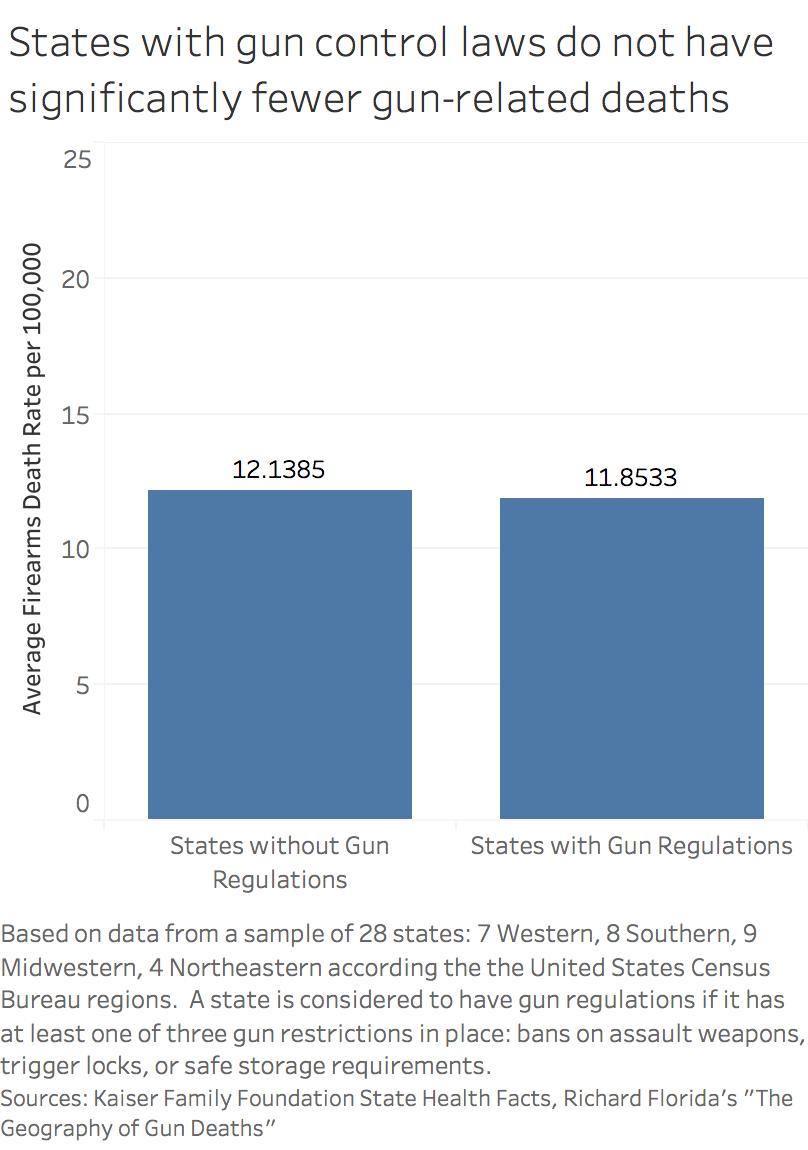 States with gun control laws do not have
significantly fewer gun-related deaths
25
20
15
10
5
0
Average Firearms Death Rate per 100,000
12.1385
11.8533
States without Gun
Regulations
States with Gun Regulations
Based on data from a sample of 28 states: 7 Western, 8 Southern, 9
Midwestern, 4 Northeastern according the the United States Census
Bureau regions.  A state is considered to have gun regulations if it has
at least one of three gun restrictions in place: bans on assault weapons,
trigger locks, or safe storage requirements.
Sources: Kaiser Family Foundation State Health Facts, Richard Florida's "The
Geography of Gun Deaths"